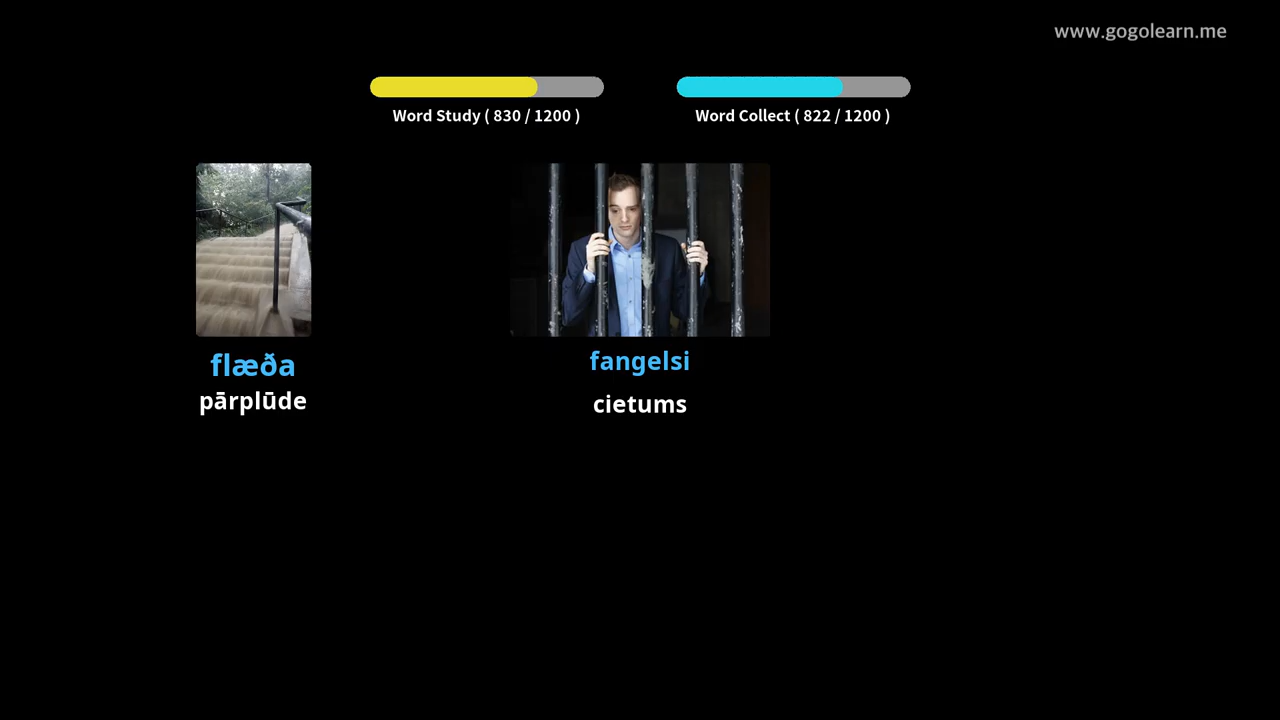 www.gogolearn.me
Word Study ( 830 / 1200 )
Word Collect ( 822 / 1200 )
flæða
pārplūde
fangelsi
cietums